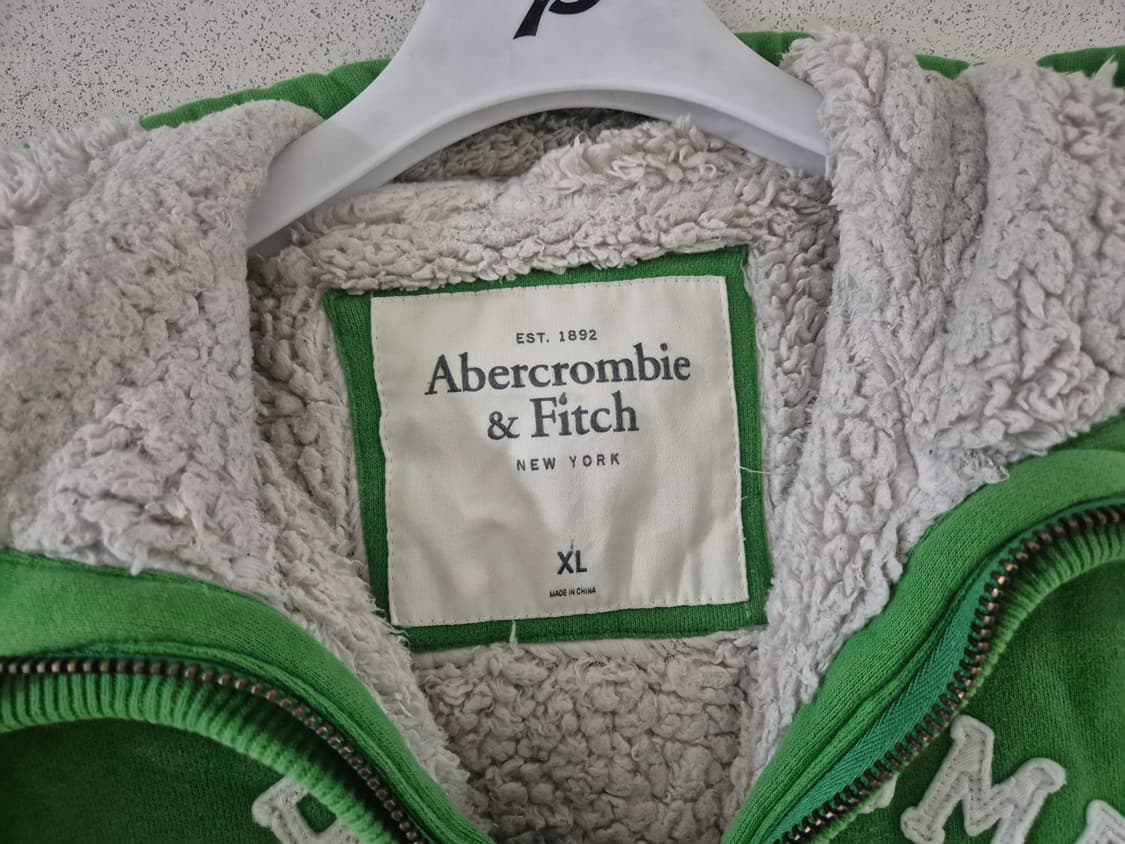 EST. 1892
Abercrombie
& Fitch
NEW YORK
XL
MADE IN CHINA
M